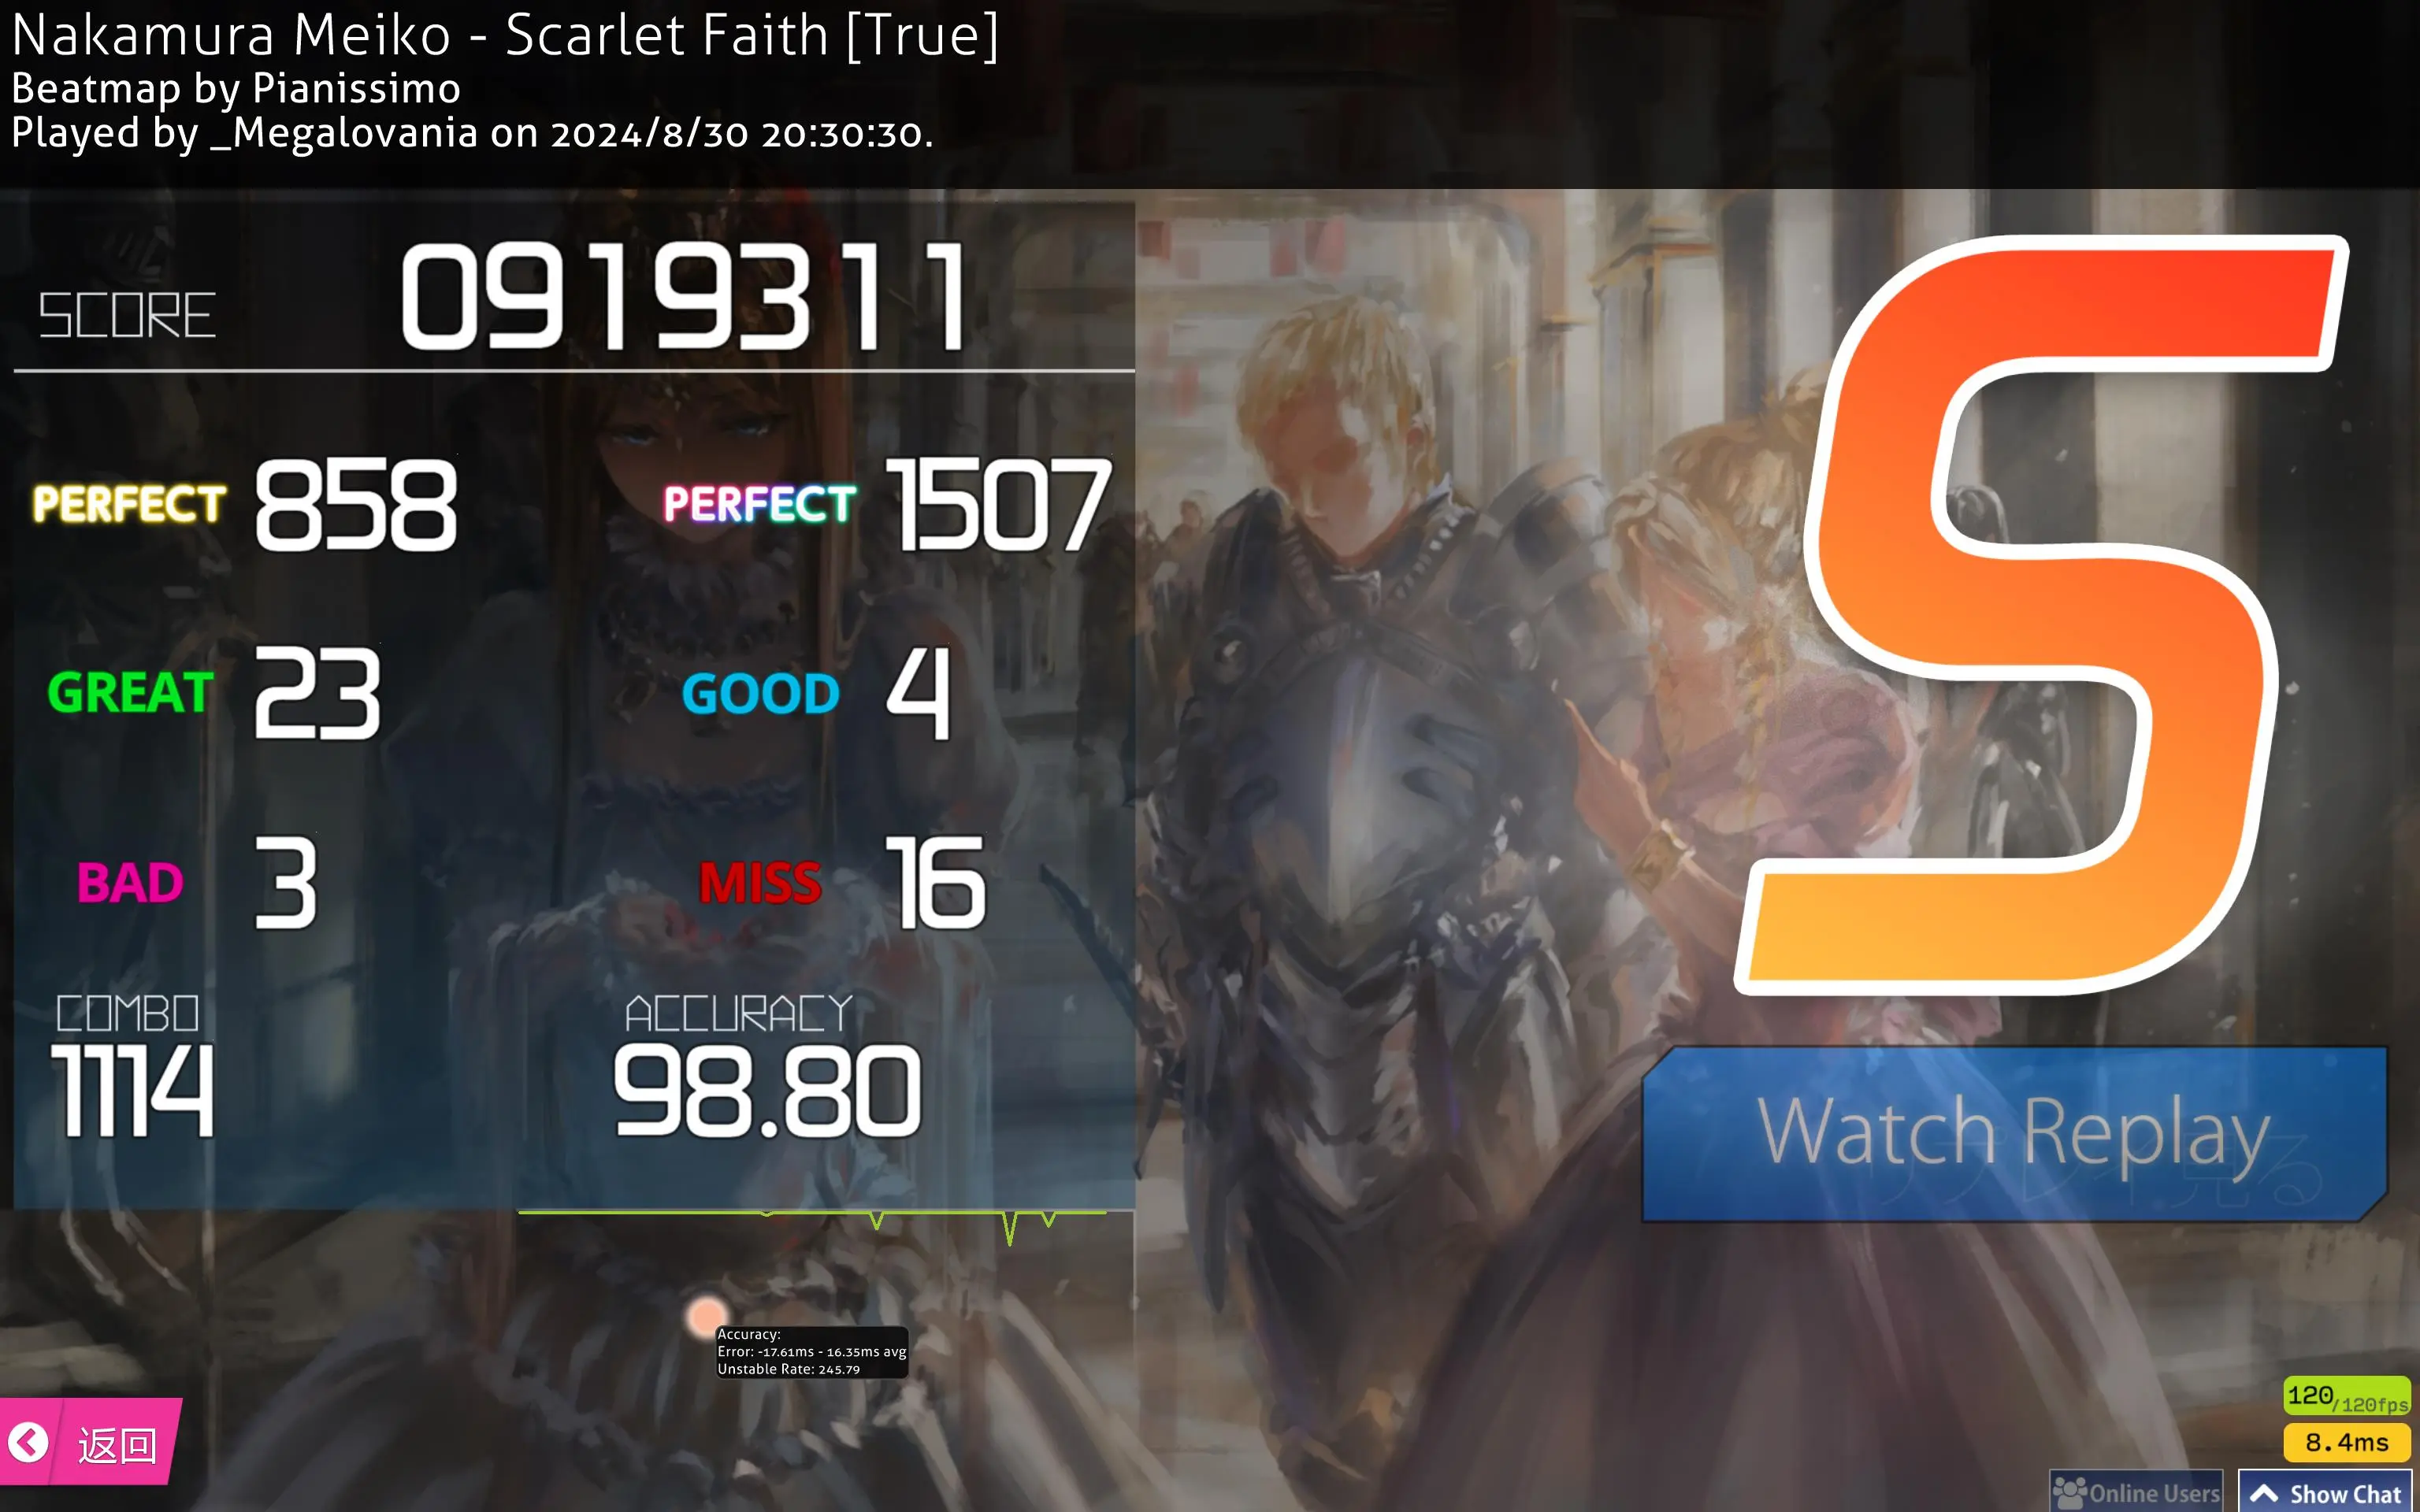 Nakamura Meiko - Scarlet Faith [True]
Beatmap by Pianissimo
Played by _Megalovania on 2024/8/30 20:30:30.
SCORE 0919311
PERFECT 858 PERFECT 1507
GREAT 23 GOOD 4
BAD 3 MISS 16
COMBO ACCURACY
1114 98.80
Watch Replay
Accuracy:
Error: -17.61ms - 16.35ms avg
Unstable Rate: 245.79
120/120fps
返回
8.4ms
Online Users Show Chat